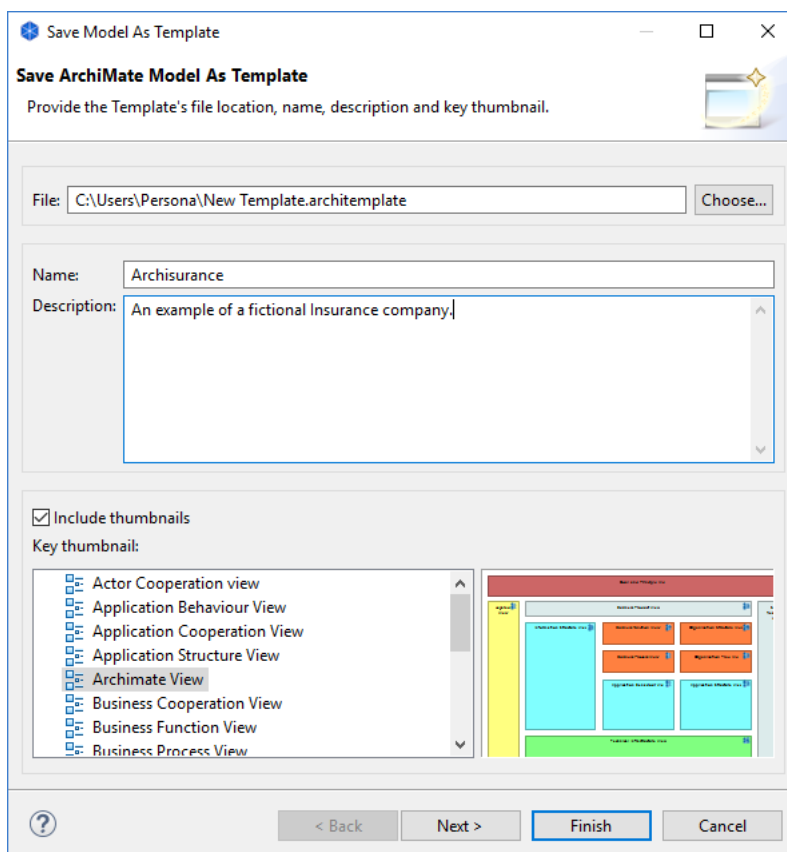 Save Model As Template
Save ArchiMate Model As Template
Provide the Template's file location, name, description and key thumbnail.
File: C:\Users\Persona\New Template.architemplate Choose...
Name: Archisurance
Description: An example of a fictional Insurance company.
Include thumbnails
Key thumbnail:
Actor Cooperation view
Application Behaviour View
Application Cooperation View
Application Structure View
Archimate View
Business Cooperation View
Business Function View
Business Process View
? < Back Next > Finish Cancel